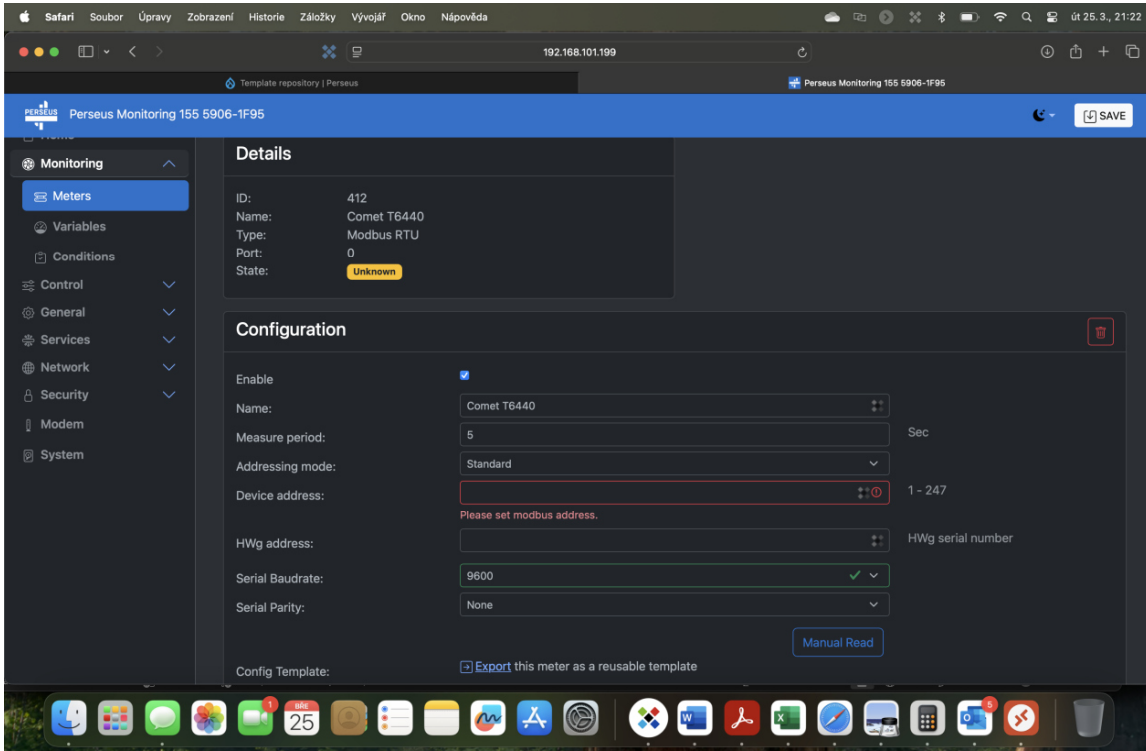 Safari Soubor Úpravy Zobrazení Historie Záložky Vývojář Okno Nápověda út 25.3., 21:22
192.168.101.199
Template repository | Perseus Perseus Monitoring 155 5906-1F95
PERSEUS Perseus Monitoring 155 5906-1F95 SAVE
Home
Monitoring
Meters
Variables
Conditions
Control
General
Services
Network
Security
Modem
System
Details
ID: 412
Name: Comet T6440
Type: Modbus RTU
Port: 0
State: Unknown
Configuration
Enable
Name: Comet T6440
Measure period: 5 Sec
Addressing mode: Standard
Device address: 1 - 247
Please set modbus address.
HWg address: HWg serial number
Serial Baudrate: 9600
Serial Parity: None
Manual Read
Config Template: Export this meter as a reusable template
1
BŘE
25
5